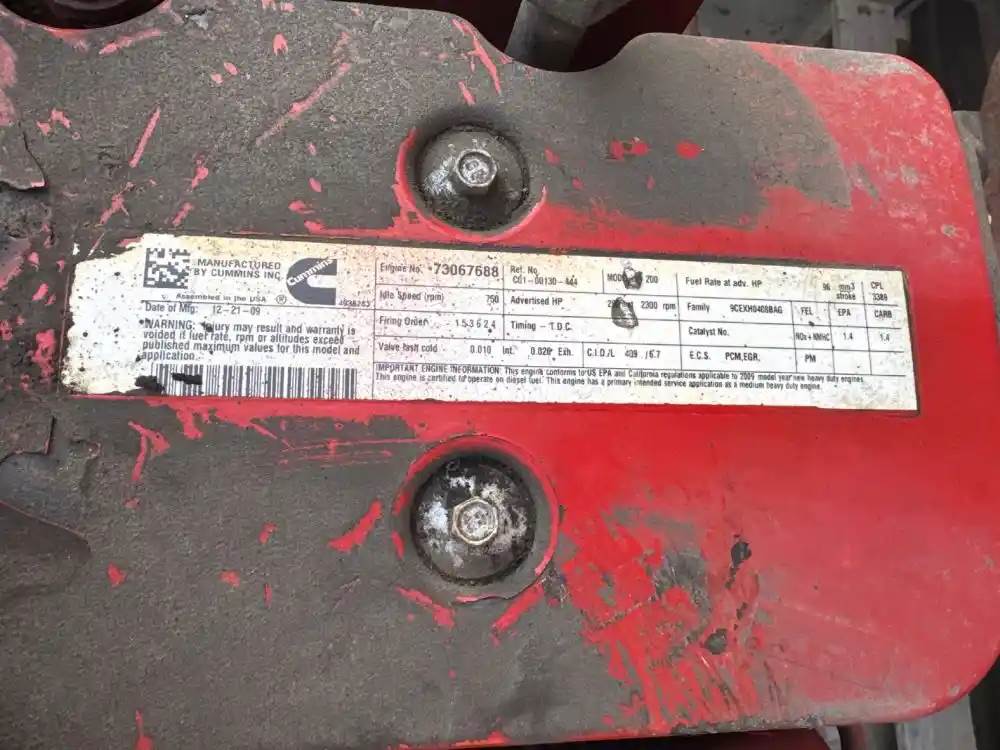 MANUFACTURED
BY CUMMINS INC.
Cummins
Assembled in the USA ®
Date of Mfg: 12-21-09
WARNING: Injury may result and warranty is
voided if fuel rate, rpm or altitudes exceed
published maximum values for this model and
application.
Engine No. *73067688
Ref. No.
C01-00130-444
200
Fuel Rate at adv. HP
96 mm3
stroke
CPL
3389
Idle Speed (rpm) 750
Advertised HP
2300 rpm
Family 9CEXH0408BAG
FEL
EPA
CARB
Firing Order 1 5 3 6 2 4
Timing - T.D.C.
Catalyst No.
NOx + NMHC
1.4
1.4
Valve lash cold 0.010 Int. 0.026 Exh.
C.I.D./L 409 /6.7
E.C.S. PCM,EGR,
PM
IMPORTANT ENGINE INFORMATION: This engine conforms to US EPA and California regulations applicable to 2009 model year new heavy duty engines.
This engine is certified to operate on diesel fuel. This engine has a primary intended service application as a medium heavy duty engine.